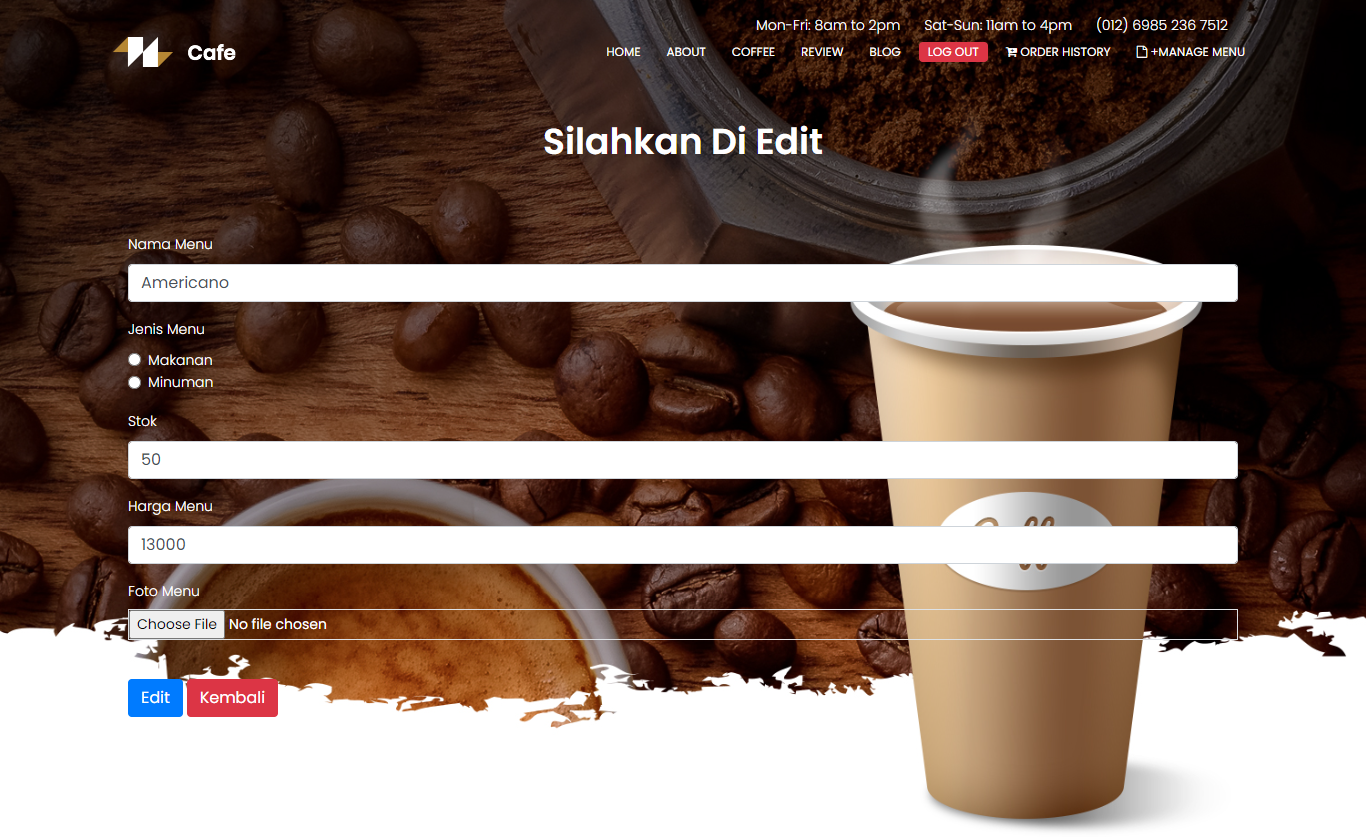 Mon-Fri: 8am to 2pm Sat-Sun: 11am to 4pm (012) 6985 236 7512
Cafe
HOME ABOUT COFFEE REVIEW BLOG LOG OUT ORDER HISTORY +MANAGE MENU
Silahkan Di Edit
Nama Menu
Americano
Jenis Menu
Makanan
Minuman
Stok
50
Harga Menu
13000
Foto Menu
Choose File No file chosen
Edit Kembali